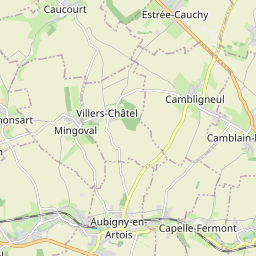 Caucourt
Estrée-Cauchy
Villers-Châtel
Cambligneul
Mingoval
Aubigny-en-
Artois
Capelle-Fermont